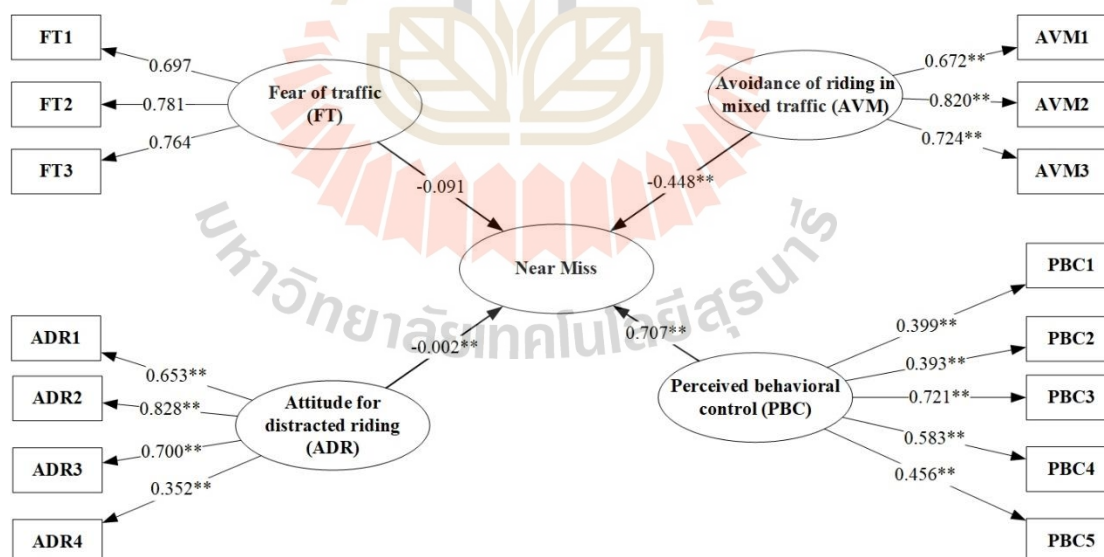 FT1
FT2
FT3
0.697
0.781
0.764
Fear of traffic
(FT)
-0.091
AVM1
AVM2
AVM3
0.672**
0.820**
0.724**
Avoidance of riding in
mixed traffic (AVM)
-0.448**
Near Miss
มหาวิทยาลัยเทคโนโลยีสุรนารี
ADR1
ADR2
ADR3
ADR4
0.653**
0.828**
0.700**
0.352**
Attitude for
distracted riding
(ADR)
-0.002**
0.707**
Perceived behavioral
control (PBC)
0.399**
0.393**
0.721**
0.583**
0.456**
PBC1
PBC2
PBC3
PBC4
PBC5